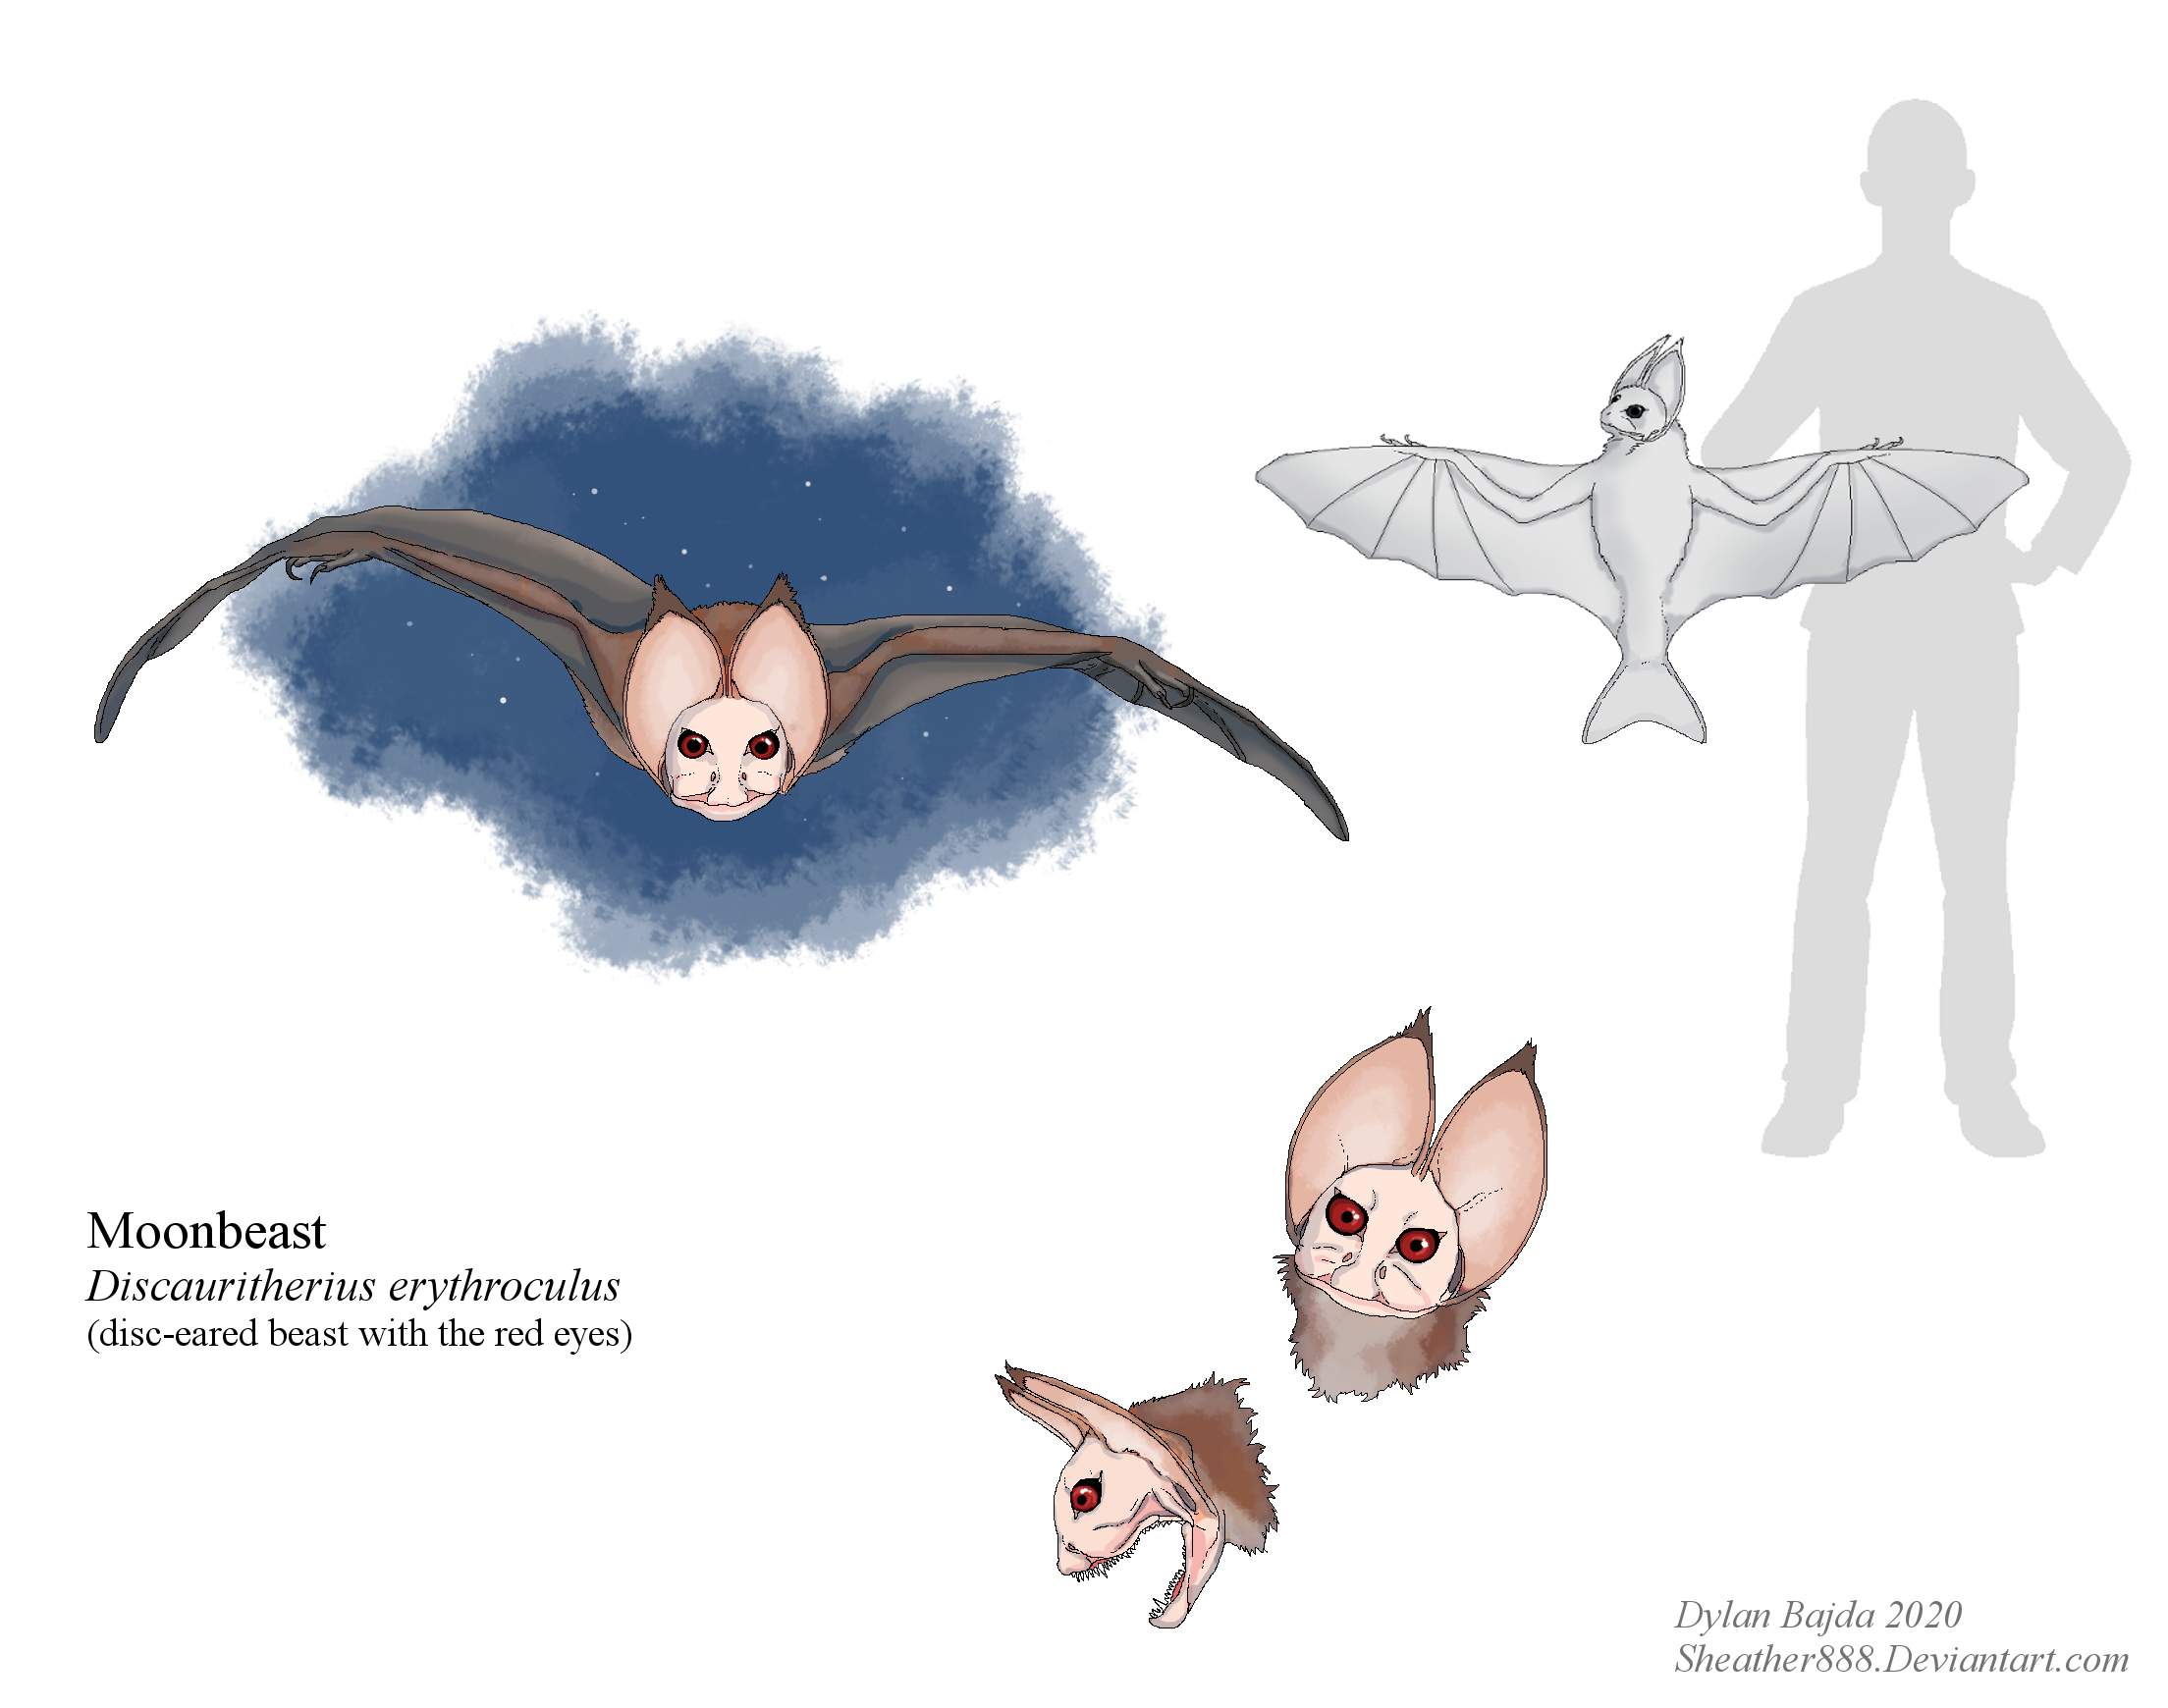 Moonbeast
Discauritherius erythroculus
(disc-eared beast with the red eyes)
Dylan Bajda 2020
Sheather888.Deviantart.com